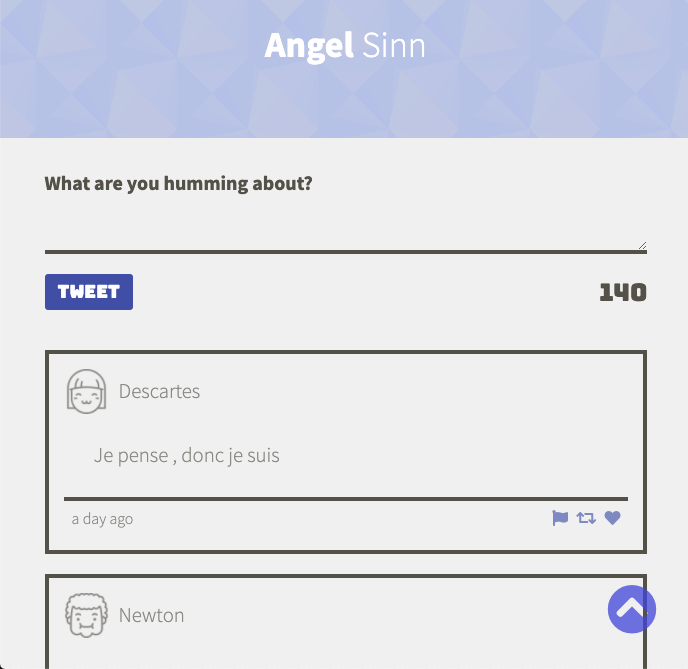 Angel Sinn
What are you humming about?
TWEET
140
Descartes
Je pense , donc je suis
a day ago
Newton